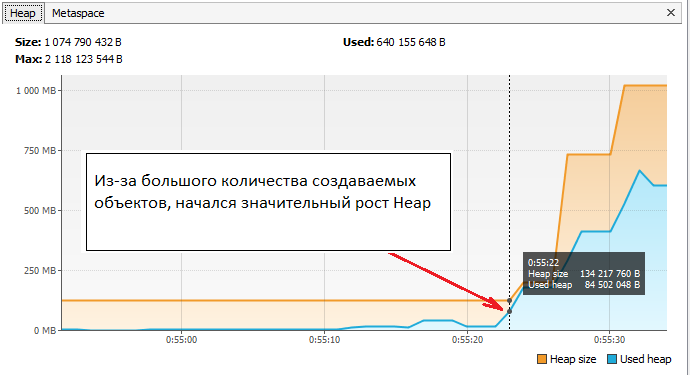 Heap Metaspace
Size: 1 074 790 432 B Used: 640 155 648 B
Max: 2 118 123 544 B
1 000 MB
750 MB
500 MB
250 MB
0 MB
Из-за большого количества создаваемых
объектов, начался значительный рост Heap
0:55:22
Heap size 134 217 760 B
Used heap 84 502 048 B
0:55:00 0:55:10 0:55:20 0:55:30
Heap size Used heap